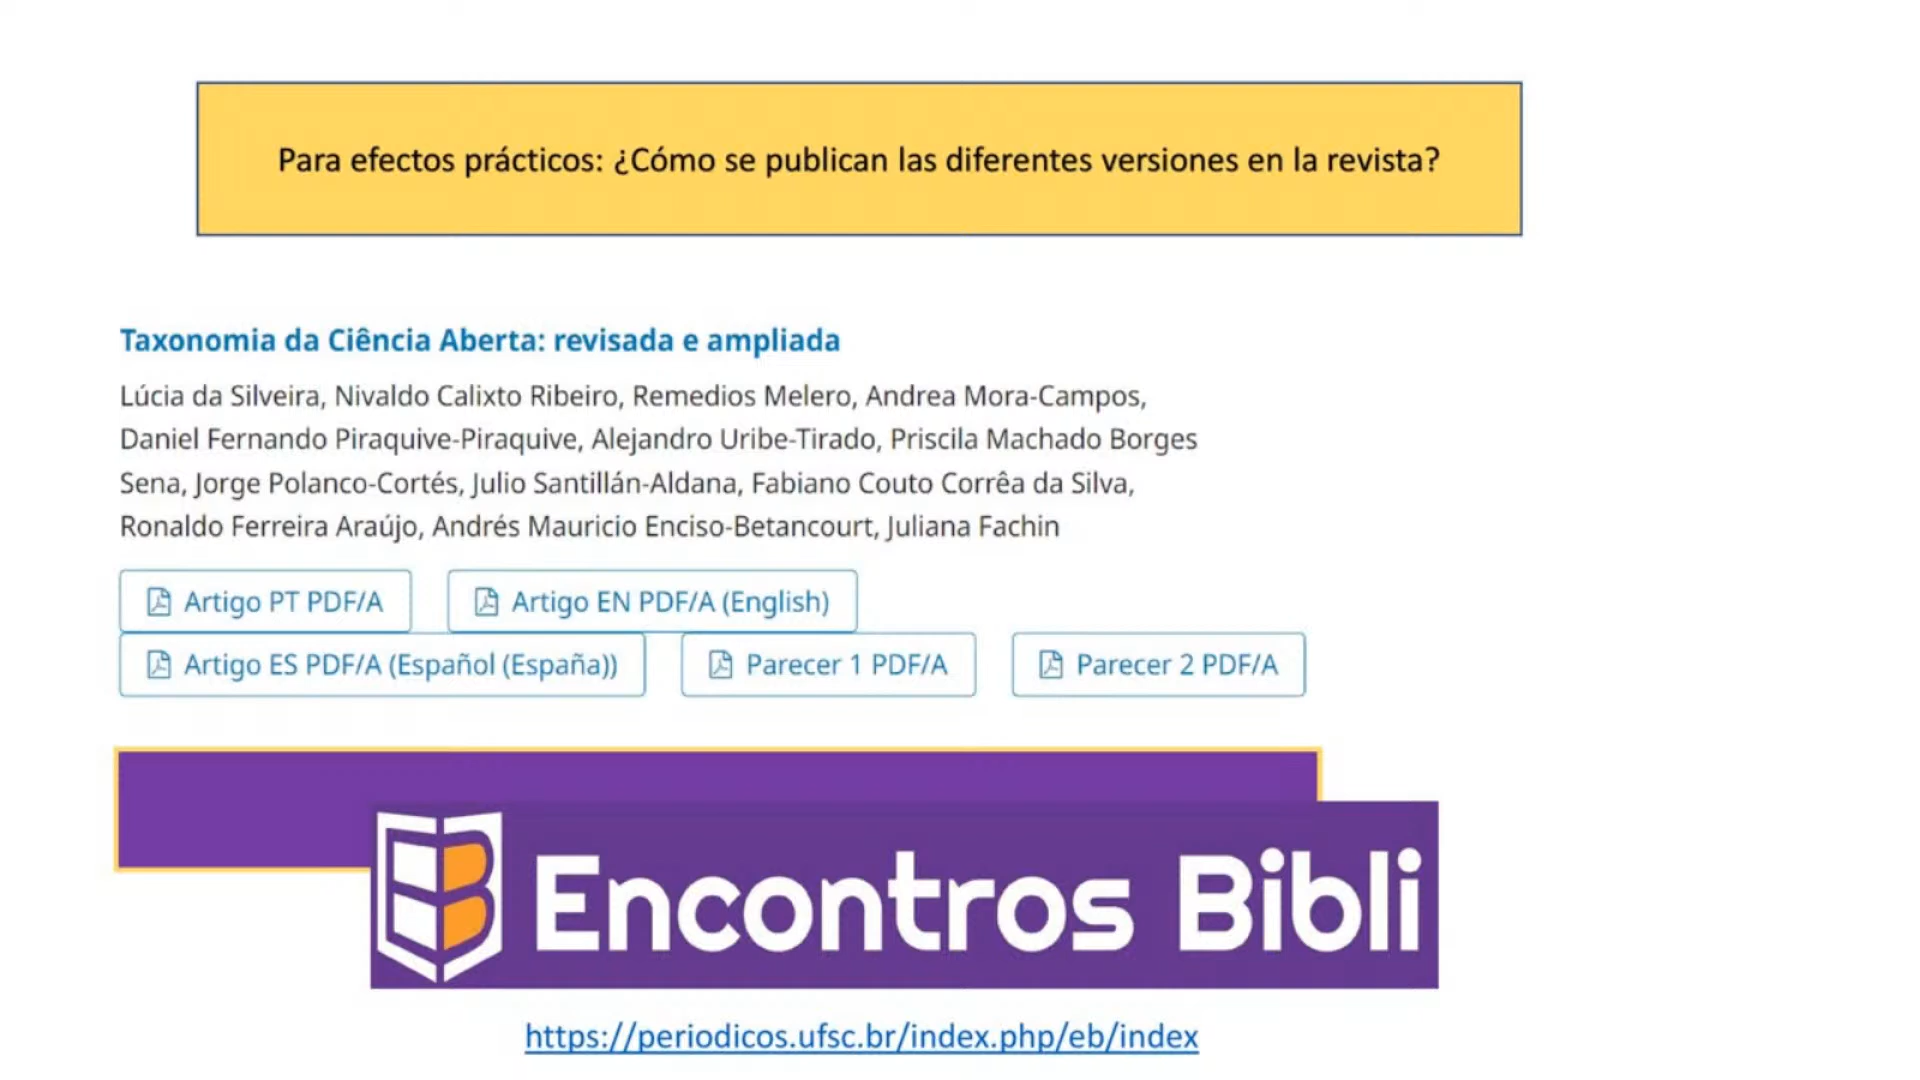 Para efectos prácticos: ¿Cómo se publican las diferentes versiones en la revista?
Taxonomia da Ciência Aberta: revisada e ampliada
Lúcia da Silveira, Nivaldo Calixto Ribeiro, Remedios Melero, Andrea Mora-Campos,
Daniel Fernando Piraquive-Piraquive, Alejandro Uribe-Tirado, Priscila Machado Borges
Sena, Jorge Polanco-Cortés, Julio Santillán-Aldana, Fabiano Couto Corrêa da Silva,
Ronaldo Ferreira Araújo, Andrés Mauricio Enciso-Betancourt, Juliana Fachin
Artigo PT PDF/A Artigo EN PDF/A (English)
Artigo ES PDF/A (Español (España)) Parecer 1 PDF/A Parecer 2 PDF/A
Encontros Bibli
https://periodicos.ufsc.br/index.php/eb/index